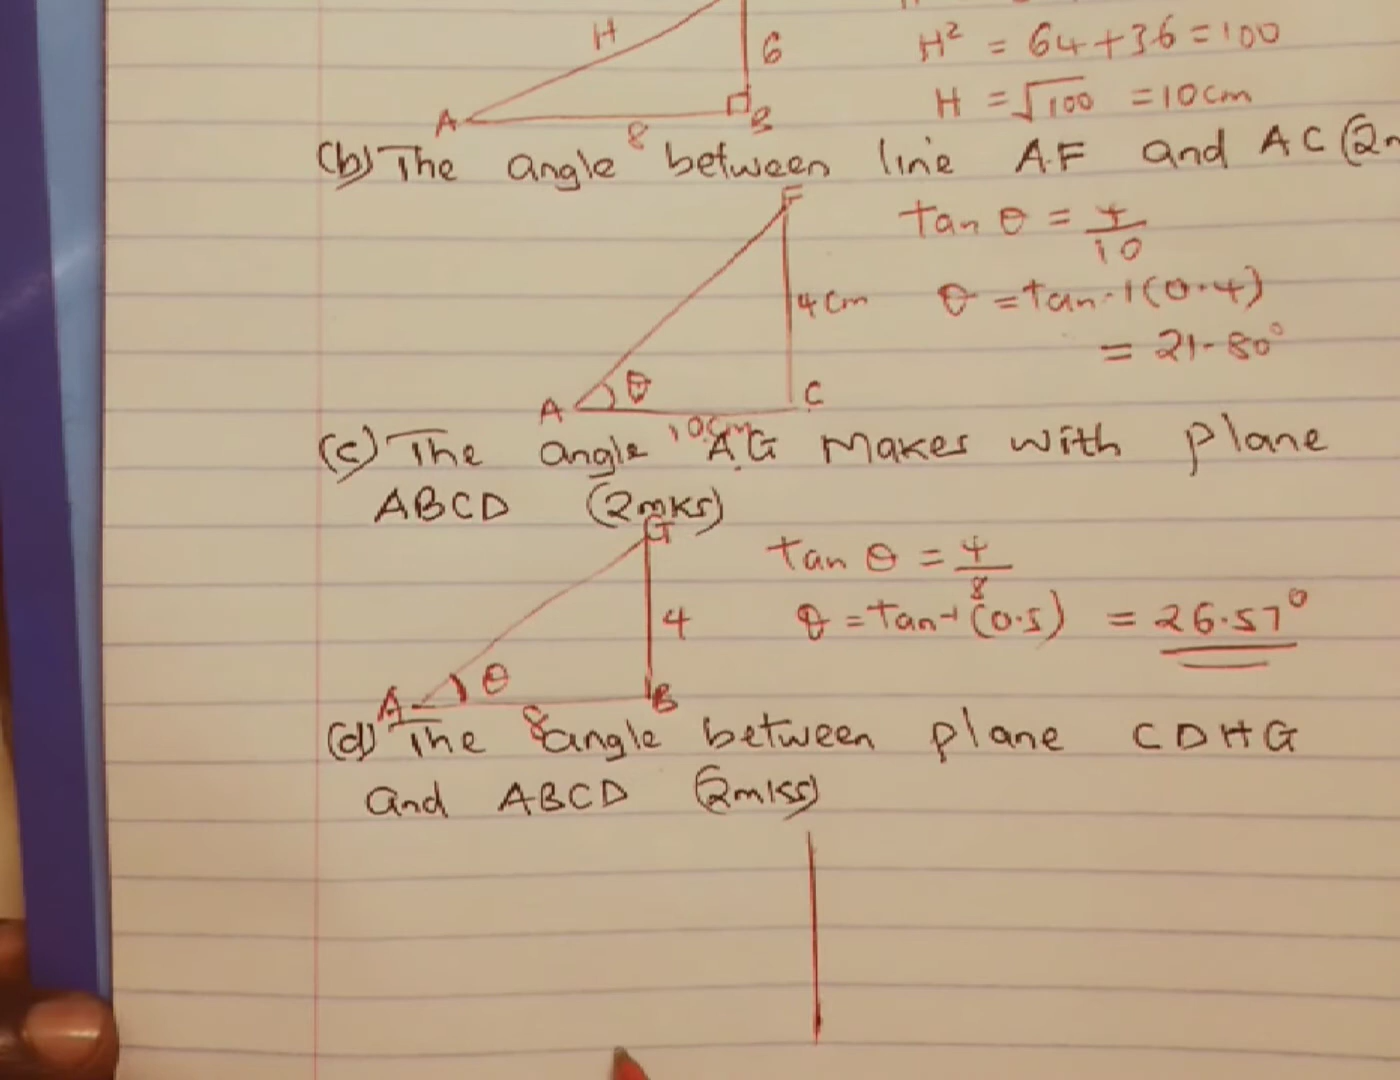 H
6
H² = 64+36=100
A
8
B
H = √100 = 10cm
(b) The angle between line AF and AC (2
F
tan θ = 4/10
4cm
θ = tan-1(0.4)
= 21.80°
A
θ
C
10cm
(c) The angle AG Makes with plane
ABCD (2mks)
G
tan θ = 4/8
4
θ = tan-1 (0.5) = 26.57°
A
θ
B
8
(d) The angle between plane CDHG
and ABCD (2mks)